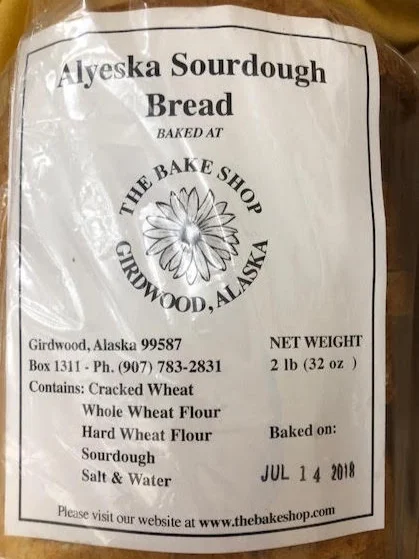 Alyeska Sourdough
Bread
BAKED AT
THE BAKE SHOP
GIRDWOOD, ALASKA
Girdwood, Alaska 99587
NET WEIGHT
Box 1311 - Ph. (907) 783-2831
2 lb (32 oz )
Contains: Cracked Wheat
Whole Wheat Flour
Hard Wheat Flour
Baked on:
Sourdough
Salt & Water
JUL 14 2018
Please visit our website at www.thebakeshop.com